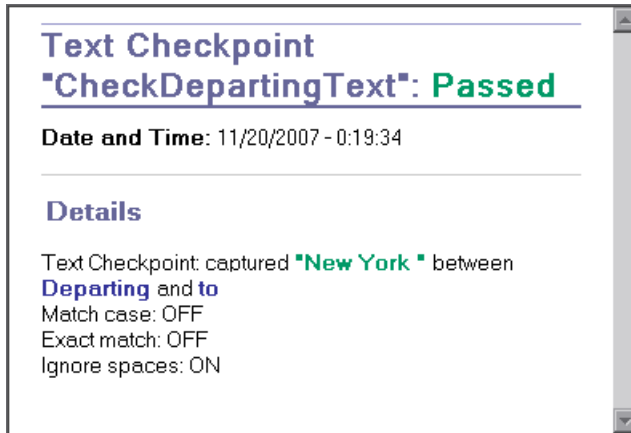 Text Checkpoint
"CheckDepartingText": Passed
Date and Time: 11/20/2007 - 0:19:34
Details
Text Checkpoint: captured "New York " between
Departing and to
Match case: OFF
Exact match: OFF
Ignore spaces: ON